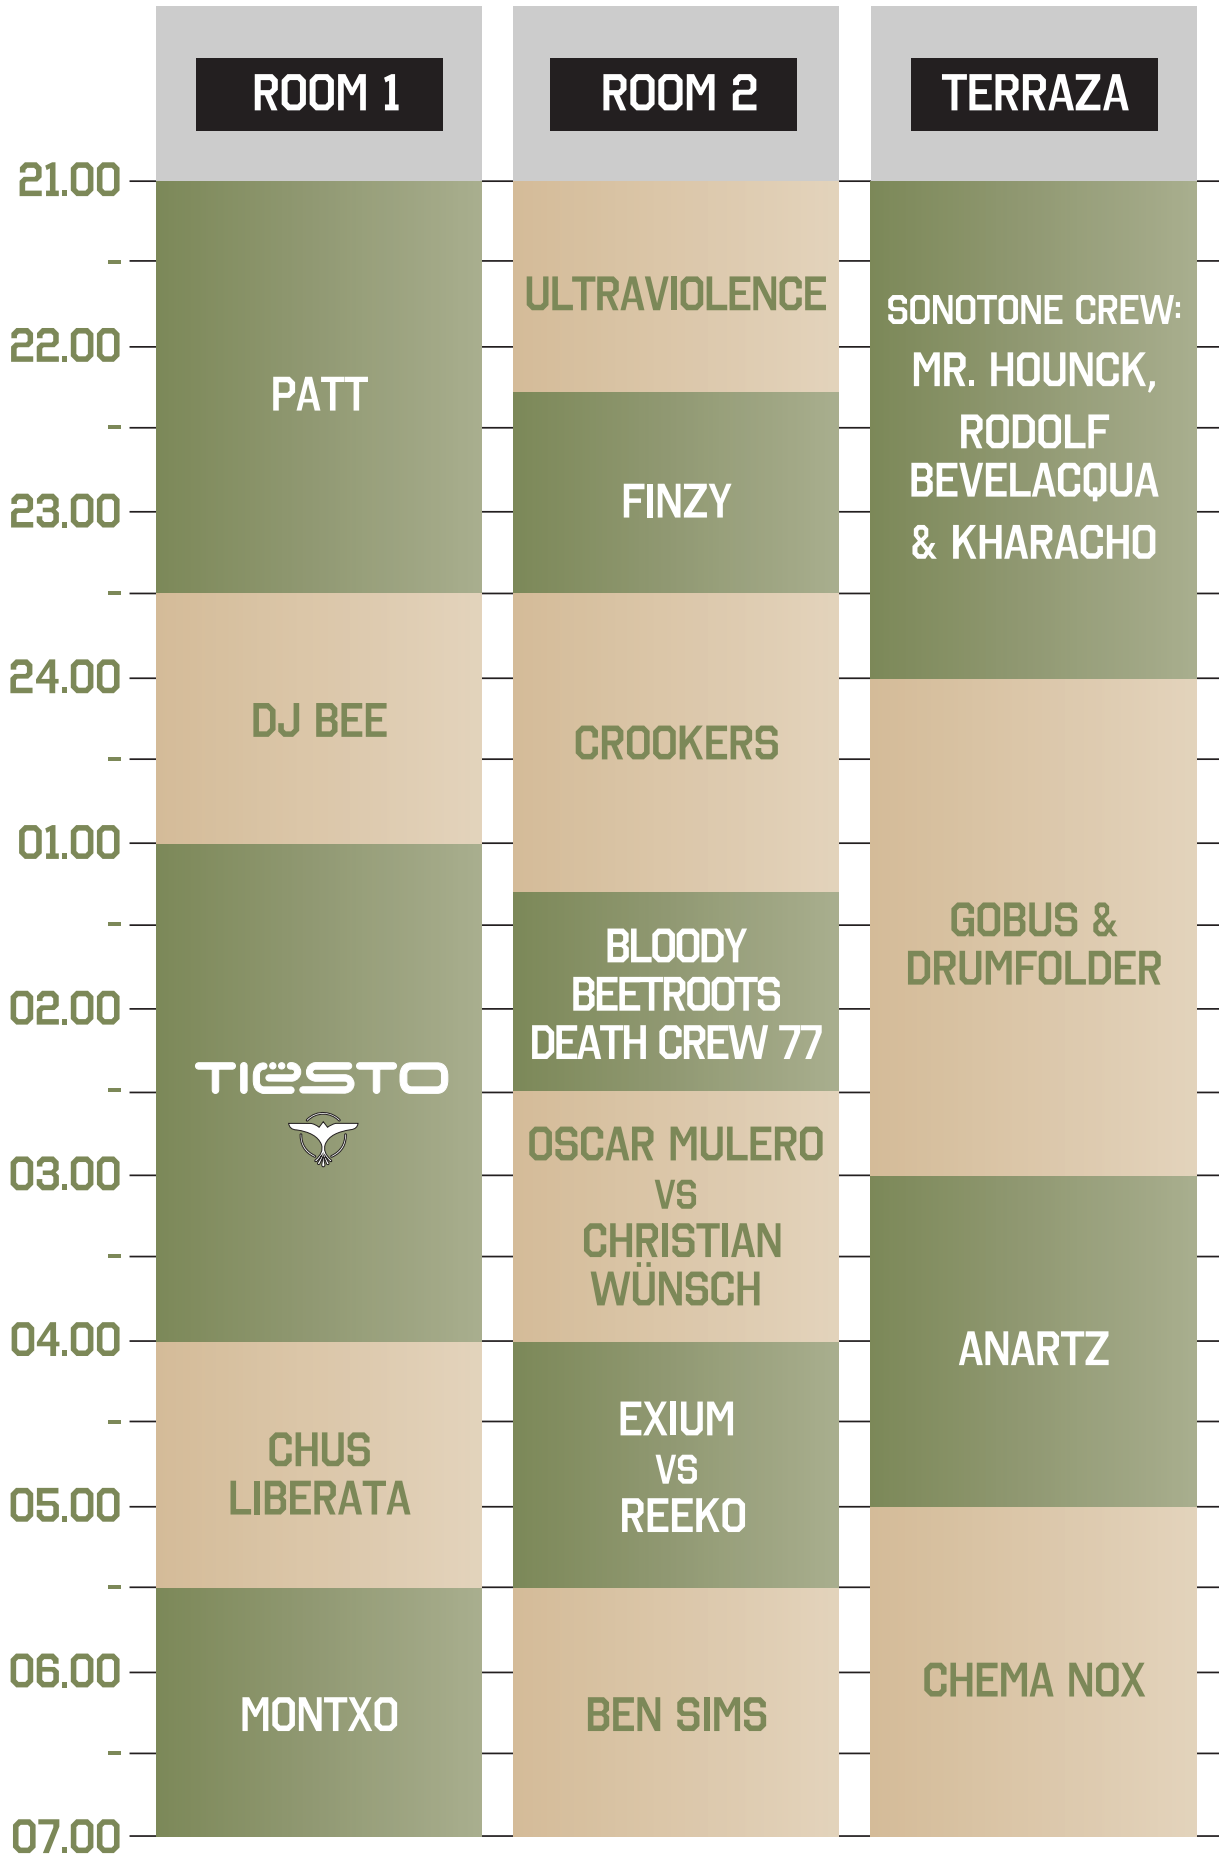 ROOM 1
ROOM 2
TERRAZA
21.00
22.00
23.00
24.00
01.00
02.00
03.00
04.00
05.00
06.00
07.00
PATT
DJ BEE
TIËSTO
CHUS
LIBERATA
MONTXO
ULTRAVIOLENCE
FINZY
CROOKERS
BLOODY
BEETROOTS
DEATH CREW 77
OSCAR MULERO
VS
CHRISTIAN
WÜNSCH
EXIUM
VS
REEKO
BEN SIMS
SONOTONE CREW:
MR. HOUNCK,
RODOLF
BEVELACQUA
& KHARACHO
GOBUS &
DRUMFOLDER
ANARTZ
CHEMA NOX